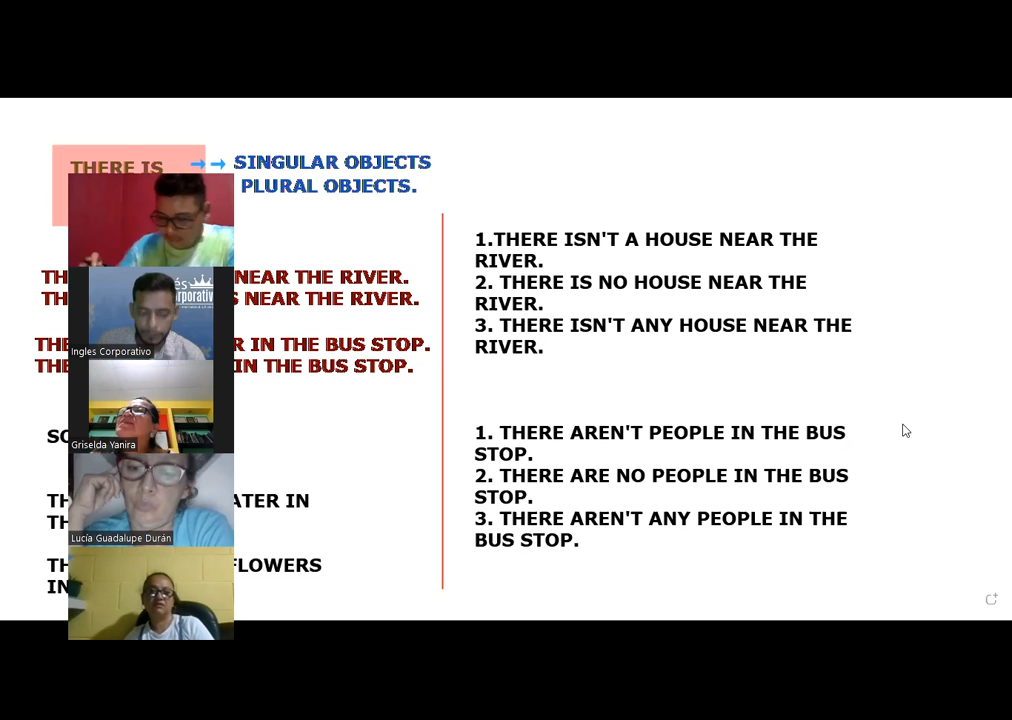 THERE IS
→→ SINGULAR OBJECTS
PLURAL OBJECTS.
NEAR THE RIVER.
NEAR THE RIVER.
IN THE BUS STOP.
IN THE BUS STOP.
IN
FLOWERS
IN
1.THERE ISN'T A HOUSE NEAR THE
RIVER.
2. THERE IS NO HOUSE NEAR THE
RIVER.
3. THERE ISN'T ANY HOUSE NEAR THE
RIVER.
1. THERE AREN'T PEOPLE IN THE BUS
STOP.
2. THERE ARE NO PEOPLE IN THE BUS
STOP.
3. THERE AREN'T ANY PEOPLE IN THE
BUS STOP.
Ingles Corporativo
Griselda Yanira
Lucía Guadalupe Durán